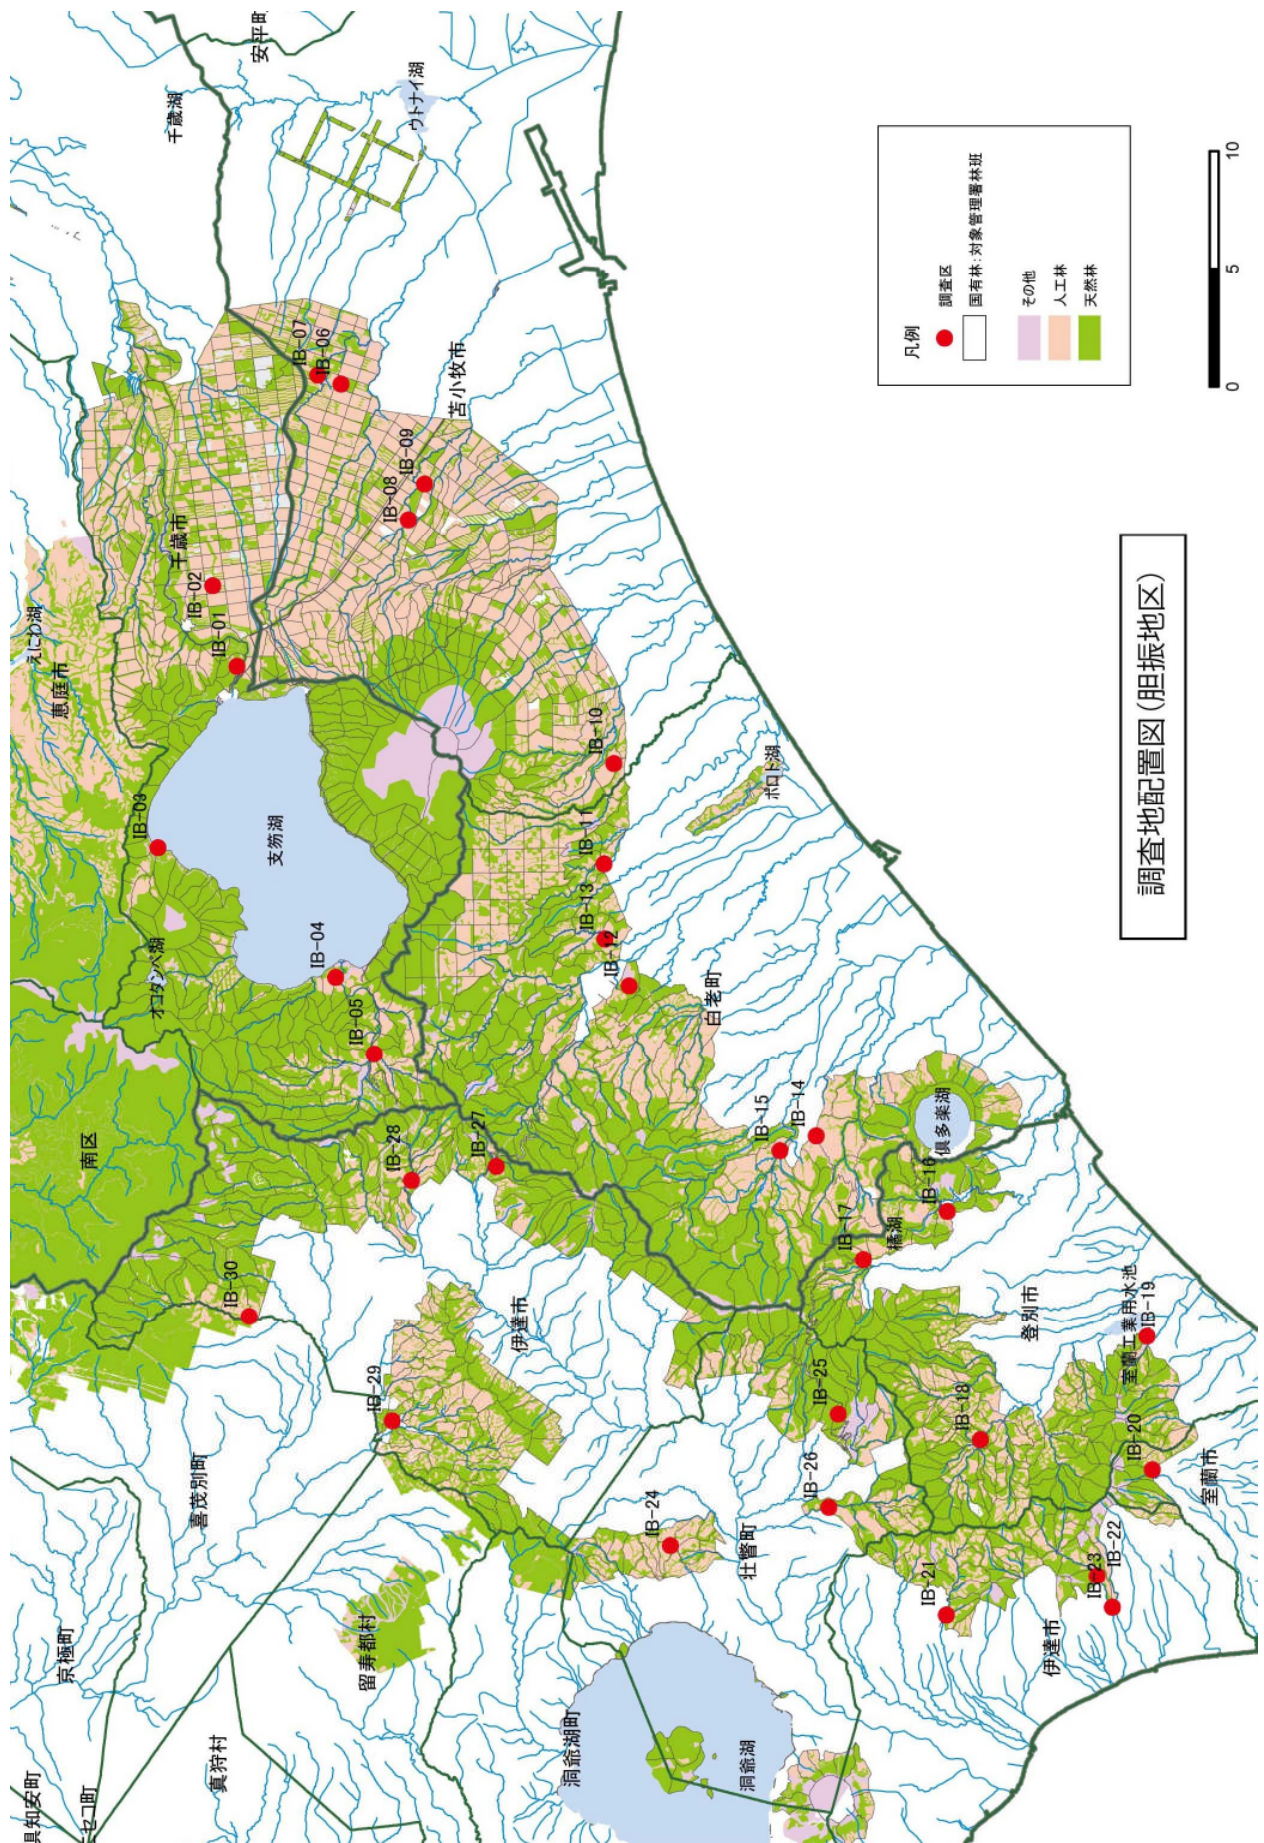 調査地配置図(胆振地区)
凡例
調査区
国有林:対象管理署林班
その他
人工林
天然林
0
5
10
安平町
千歳湖
ウトナイ湖
苫小牧市
千歳市
えにわ湖
恵庭市
支笏湖
オコタンペ湖
南区
ポロト湖
白老町
倶多楽湖
橘湖
登別市
室蘭工業用水池
室蘭市
伊達市
壮瞥町
伊達市
喜茂別町
留寿都村
京極町
真狩村
倶知安町
ニセコ町
洞爺湖町
洞爺湖
IB-01
IB-02
IB-03
IB-04
IB-05
IB-06
IB-07
IB-08
IB-09
IB-10
IB-11
IB-12
IB-13
IB-14
IB-15
IB-16
IB-17
IB-18
IB-19
IB-20
IB-21
IB-22
IB-23
IB-24
IB-25
IB-26
IB-27
IB-28
IB-29
IB-30